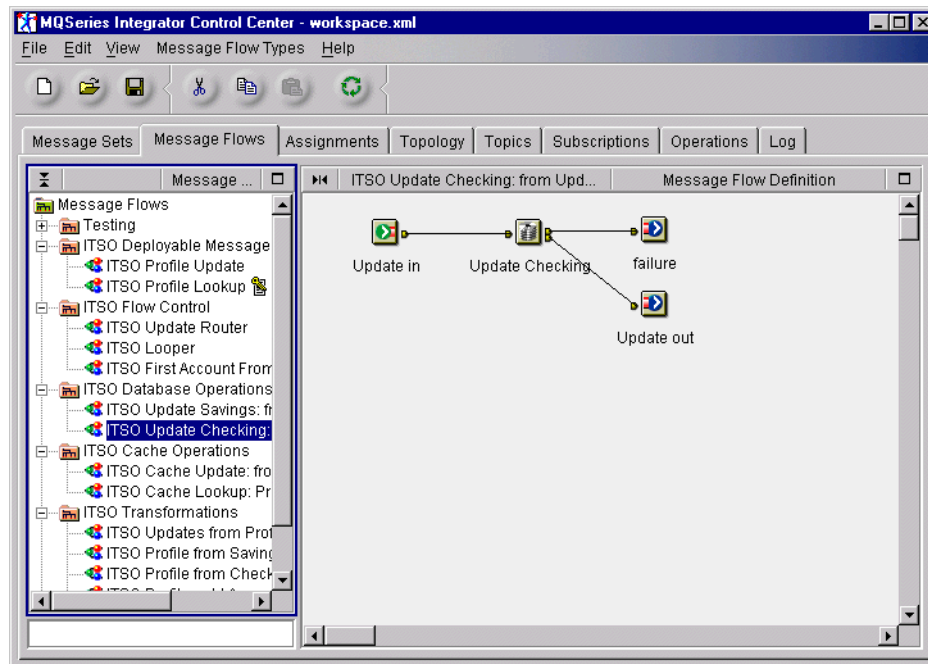 MQSeries Integrator Control Center - workspace.xml
File Edit View Message Flow Types Help
Message Sets Message Flows Assignments Topology Topics Subscriptions Operations Log
Message ... ITSO Update Checking: from Upd... Message Flow Definition
Message Flows
Testing
ITSO Deployable Message
ITSO Profile Update
ITSO Profile Lookup
ITSO Flow Control
ITSO Update Router
ITSO Looper
ITSO First Account From
ITSO Database Operations
ITSO Update Savings: fr
ITSO Update Checking:
ITSO Cache Operations
ITSO Cache Update: fro
ITSO Cache Lookup: Pr
ITSO Transformations
ITSO Updates from Prof
ITSO Profile from Saving
ITSO Profile from Check
Update in Update Checking failure
Update out